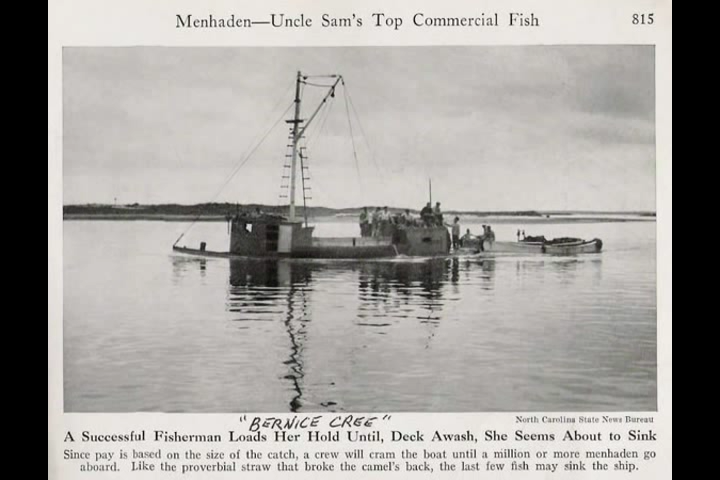 Menhaden—Uncle Sam's Top Commercial Fish 815
"BERNICE CREE"
North Carolina State News Bureau
A Successful Fisherman Loads Her Hold Until, Deck Awash, She Seems About to Sink
Since pay is based on the size of the catch, a crew will cram the boat until a million or more menhaden go
aboard. Like the proverbial straw that broke the camel's back, the last few fish may sink the ship.